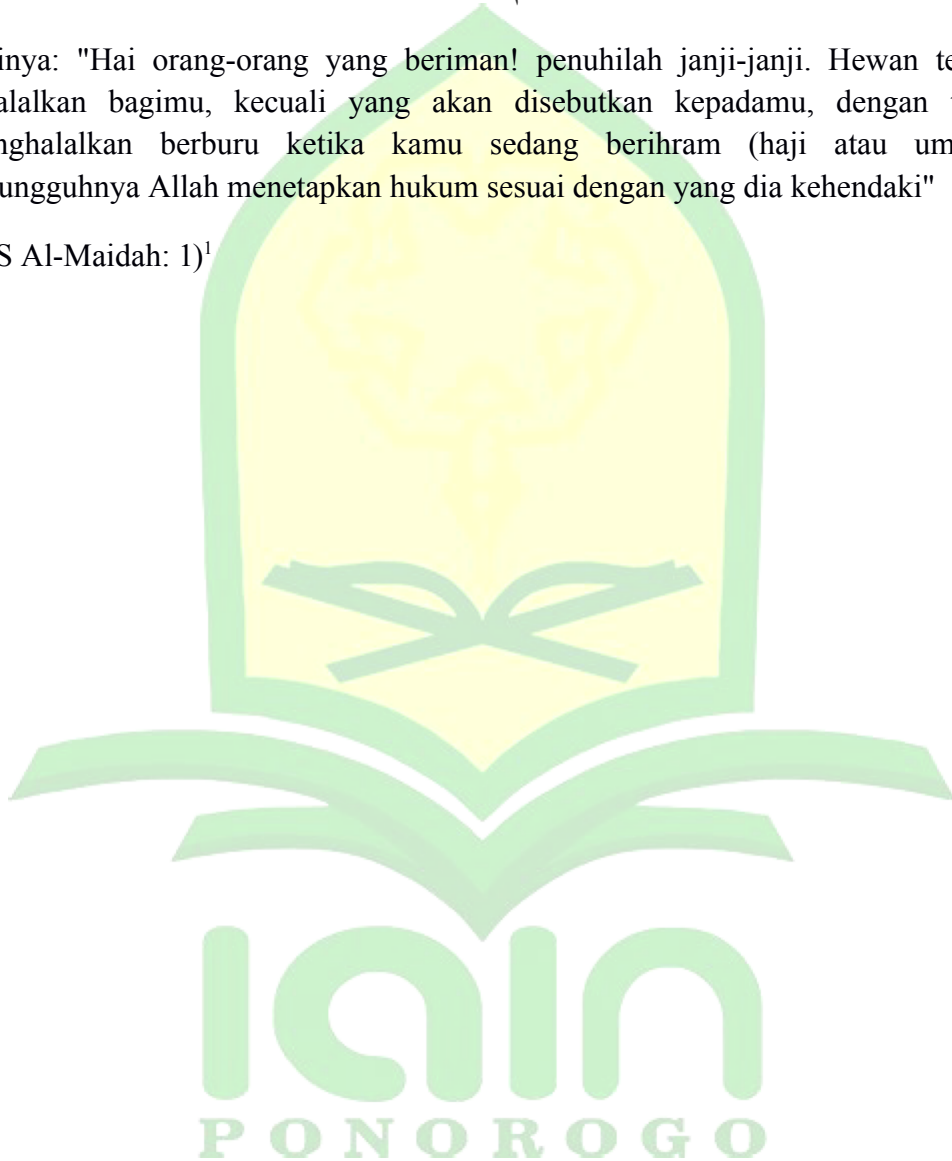 inya: "Hai orang-orang yang beriman! penuhilah janji-janji. Hewan te
alalkan bagimu, kecuali yang akan disebutkan kepadamu, dengan
nghalalkan berburu ketika kamu sedang berihram (haji atau um
ungguhnya Allah menetapkan hukum sesuai dengan yang dia kehendaki"
S Al-Maidah: 1)¹
iain
PONOROGO